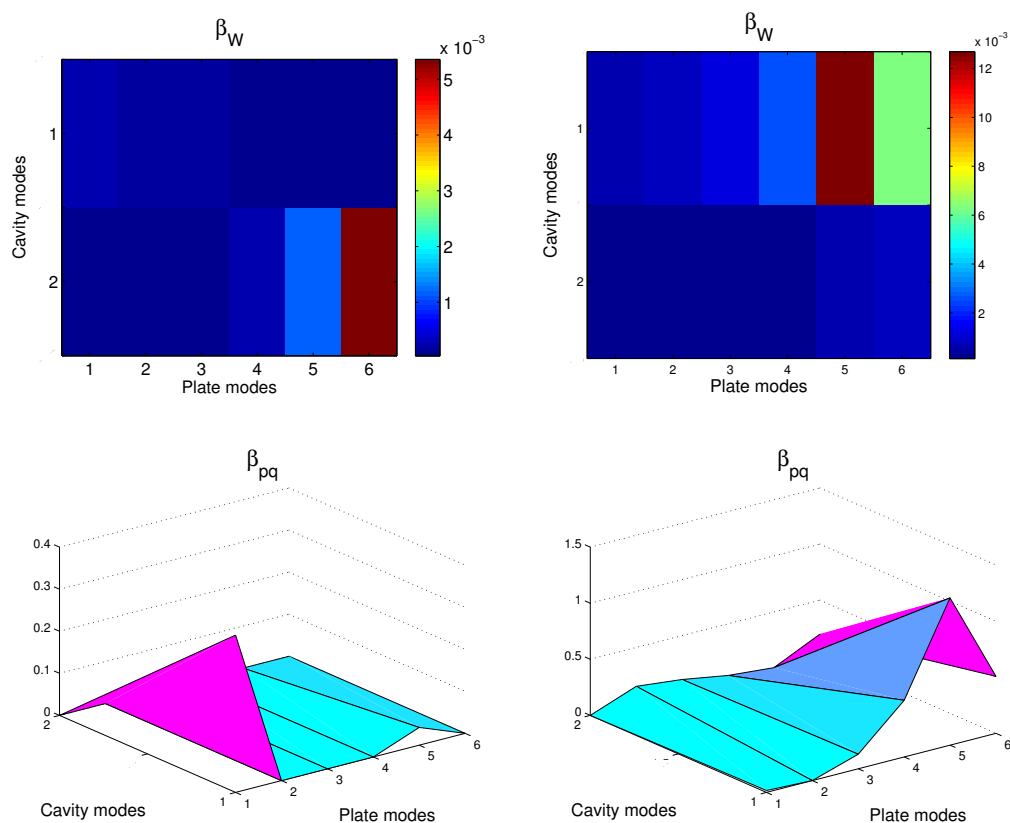 β_W
x 10^-3
Cavity modes
1
2
1 2 3 4 5 6
Plate modes
5
4
3
2
1
β_W
x 10^-3
1
2
1 2 3 4 5 6
Plate modes
Cavity modes
12
10
8
6
4
2
β_pq
0.4
0.3
0.2
0.1
0
2
1
1
2
3
4
5
6
Cavity modes
Plate modes
β_pq
1.5
1
0.5
0
2
1
1
2
3
4
5
6
Cavity modes
Plate modes